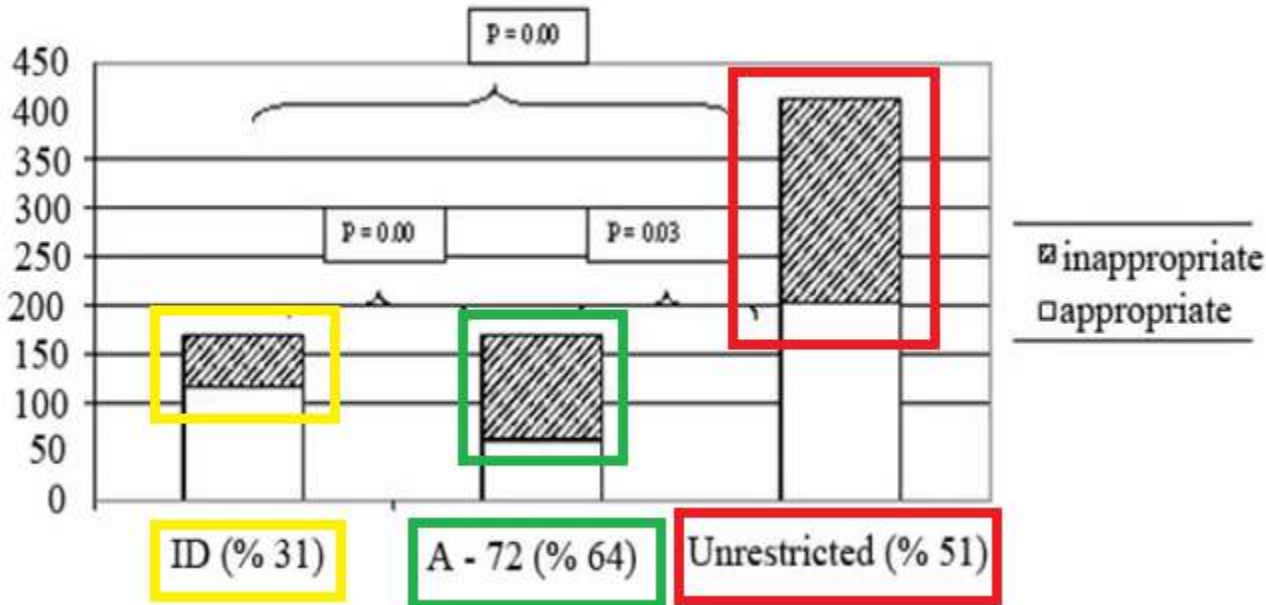 P = 0.00
450
400
350
300
250
200
150
100
50
0
P = 0.00
P = 0.03
inappropriate
appropriate
ID (% 31)
A - 72 (% 64)
Unrestricted (% 51)